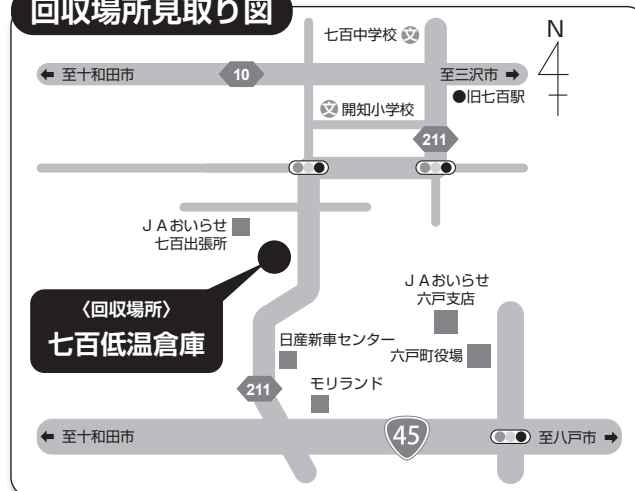 回収場所見取り図
N
七百中学校 文
至十和田市
10
至三沢市
旧七百駅
文 開知小学校
211
ＪＡおいらせ
七百出張所
ＪＡおいらせ
六戸支店
〈回収場所〉
七百低温倉庫
日産新車センター
六戸町役場
211
モリランド
至十和田市
45
至八戸市